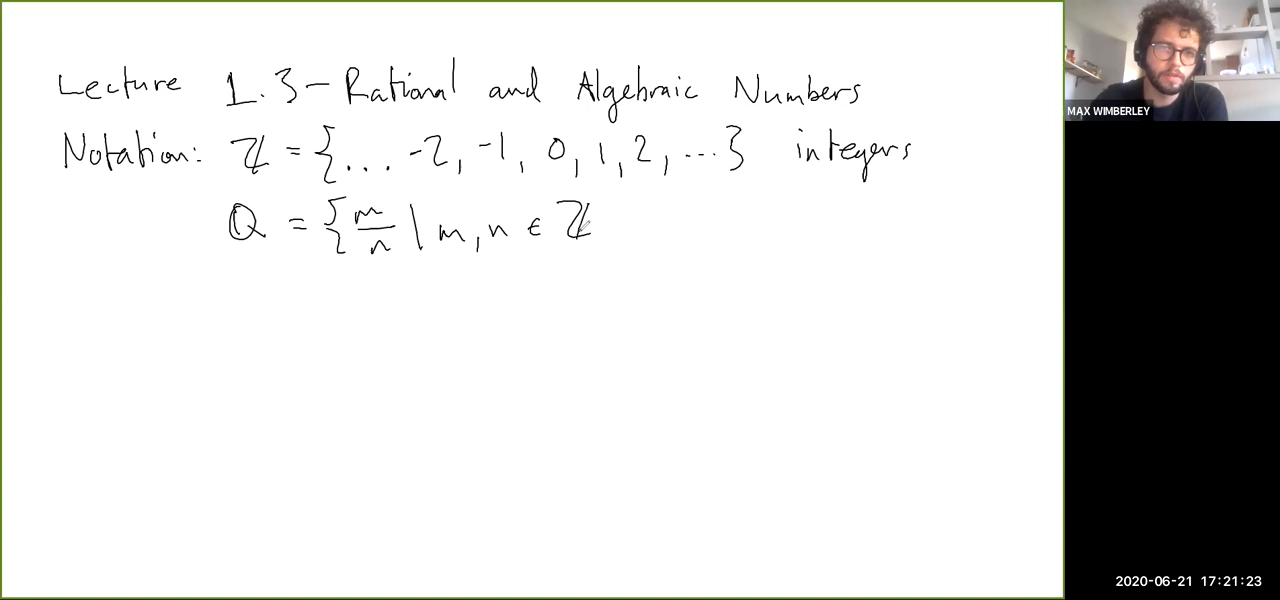 Lecture 1.3 – Rational and Algebraic Numbers
Notation: ℤ = {... -2, -1, 0, 1, 2, ...} integers
ℚ = {m/n | m, n ∈ ℤ
MAX WIMBERLEY
2020-06-21 17:21:23